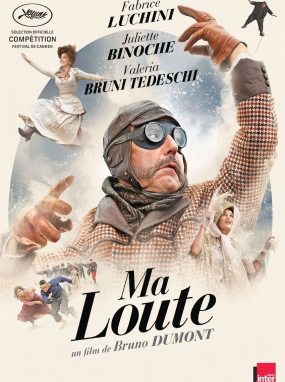 Fabrice
LUCHINI
Juliette
BINOCHE
Valeria
BRUNI TEDESCHI
SÉLECTION OFFICIELLE
COMPÉTITION
FESTIVAL DE CANNES
Ma
Loute
un film de Bruno DUMONT
inter